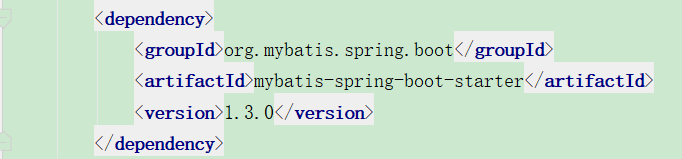 <dependency>
<groupId>org.mybatis.spring.boot</groupId>
<artifactId>mybatis-spring-boot-starter</artifactId>
<version>1.3.0</version>
</dependency>